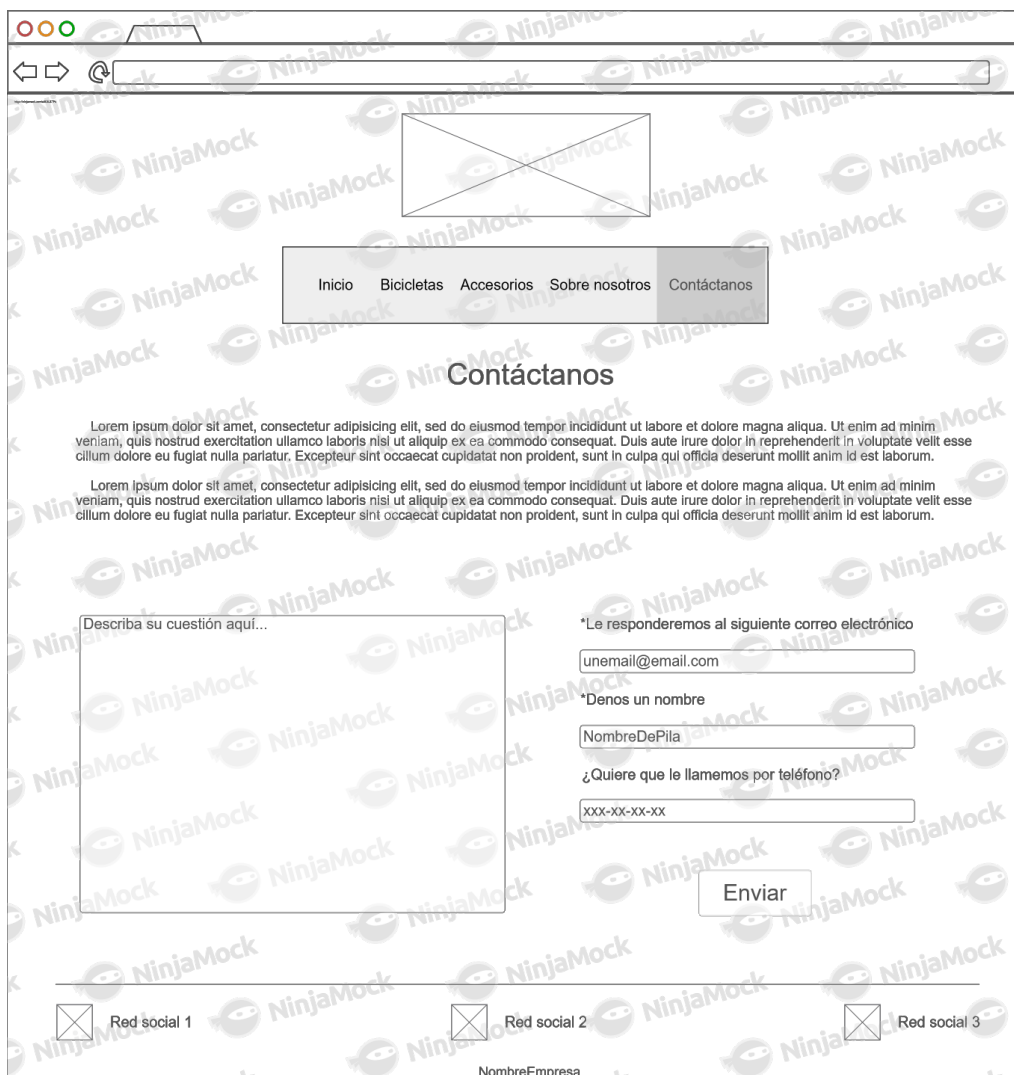 Inicio Bicicletas Accesorios Sobre nosotros Contáctanos
Contáctanos
Lorem ipsum dolor sit amet, consectetur adipisicing elit, sed do eiusmod tempor incididunt ut labore et dolore magna aliqua. Ut enim ad minim
veniam, quis nostrud exercitation ullamco laboris nisi ut aliquip ex ea commodo consequat. Duis aute irure dolor in reprehenderit in voluptate velit esse
cillum dolore eu fugiat nulla pariatur. Excepteur sint occaecat cupidatat non proident, sunt in culpa qui officia deserunt mollit anim id est laborum.
Lorem ipsum dolor sit amet, consectetur adipisicing elit, sed do eiusmod tempor incididunt ut labore et dolore magna aliqua. Ut enim ad minim
veniam, quis nostrud exercitation ullamco laboris nisi ut aliquip ex ea commodo consequat. Duis aute irure dolor in reprehenderit in voluptate velit esse
cillum dolore eu fugiat nulla pariatur. Excepteur sint occaecat cupidatat non proident, sunt in culpa qui officia deserunt mollit anim id est laborum.
Describa su cuestión aquí...
*Le responderemos al siguiente correo electrónico
unemail@email.com
*Denos un nombre
NombreDePila
¿Quiere que le llamemos por teléfono?
xxx-xx-xx-xx
Enviar
Red social 1 Red social 2 Red social 3
NombreEmpresa
NinjaMock